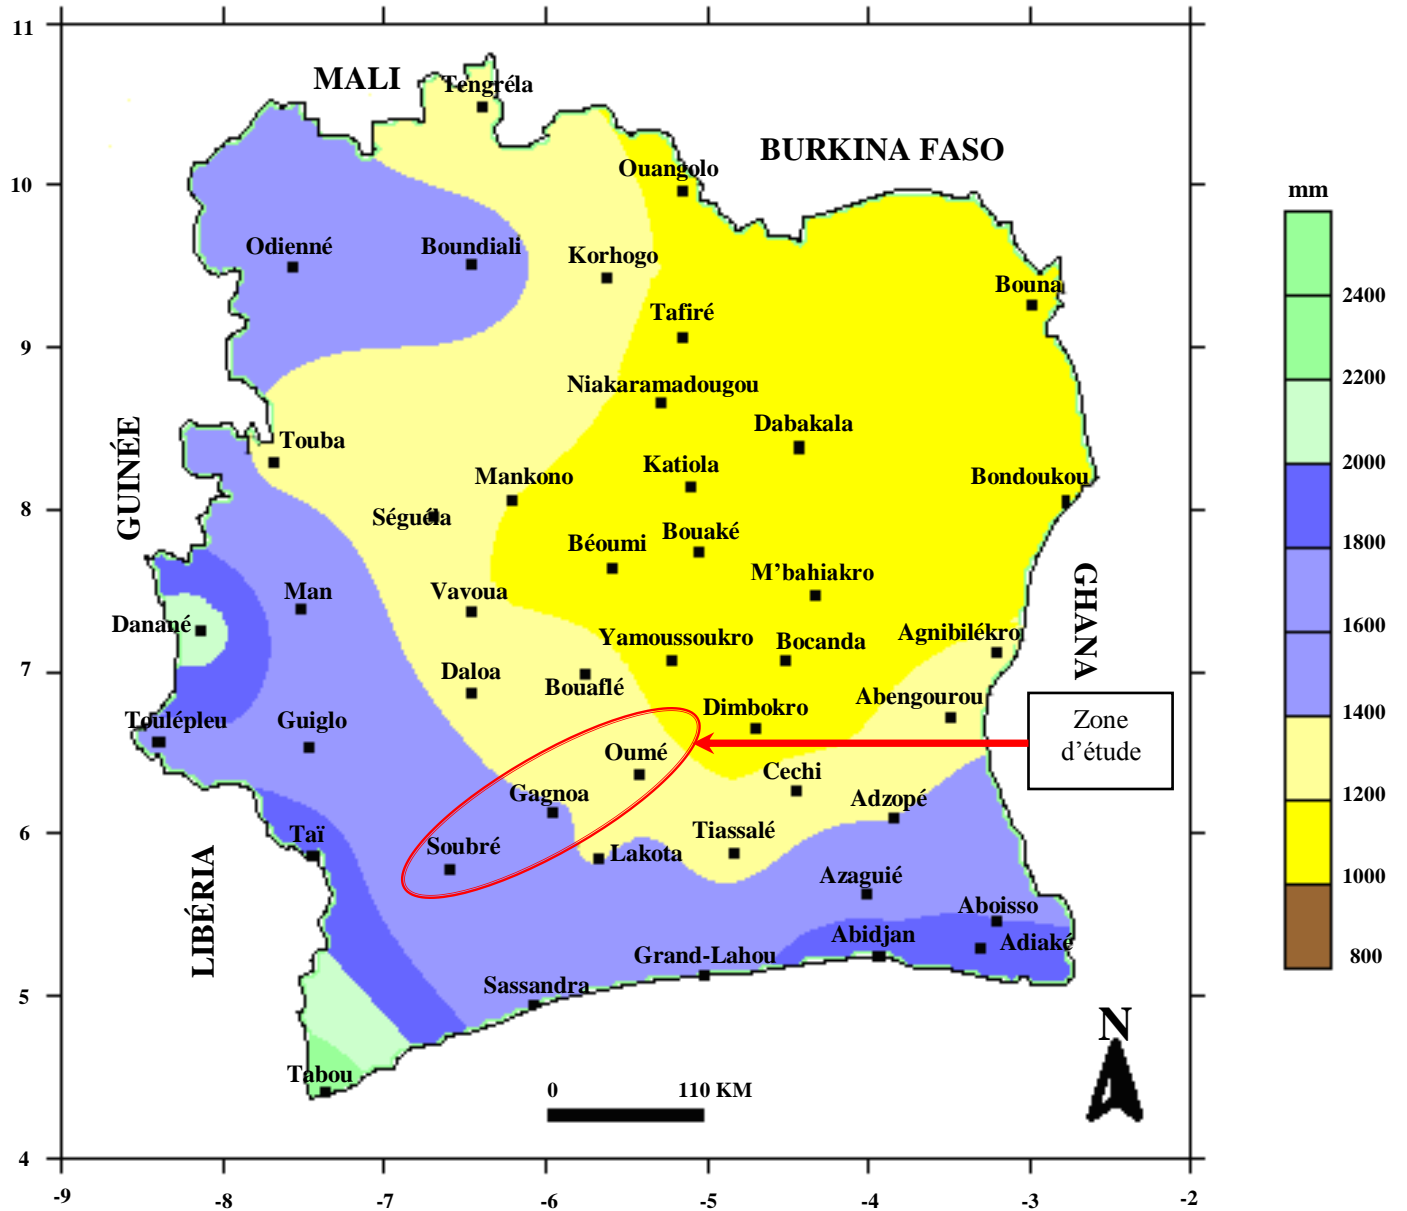 11
MALI
Tengréla
BURKINA FASO
Ouangolo
10
mm
Odienné
Boundiali
Korhogo
Bouna
2400
Tafiré
9
Niakaramadougou
2200
Dabakala
GUINÉE
Touba
Katiola
2000
Mankono
Bondoukou
8
Séguéla
Bouaké
Béoumi
1800
M’bahiakro
GHANA
Man
Vavoua
Danané
Yamoussoukro
Bocanda
Agnibilékro
1600
7
Daloa
Bouaflé
Abengourou
Toulépleu
Guiglo
Dimbokro
1400
Zone
d’étude
Oumé
Cechi
Gagnoa
Adzopé
1200
6
Taï
Soubré
Tiassalé
Lakota
LIBÉRIA
Azaguié
1000
Aboisso
Abidjan
Adiaké
Grand-Lahou
800
5
Sassandra
N
Tabou
0 110 KM
4
-9 -8 -7 -6 -5 -4 -3 -2